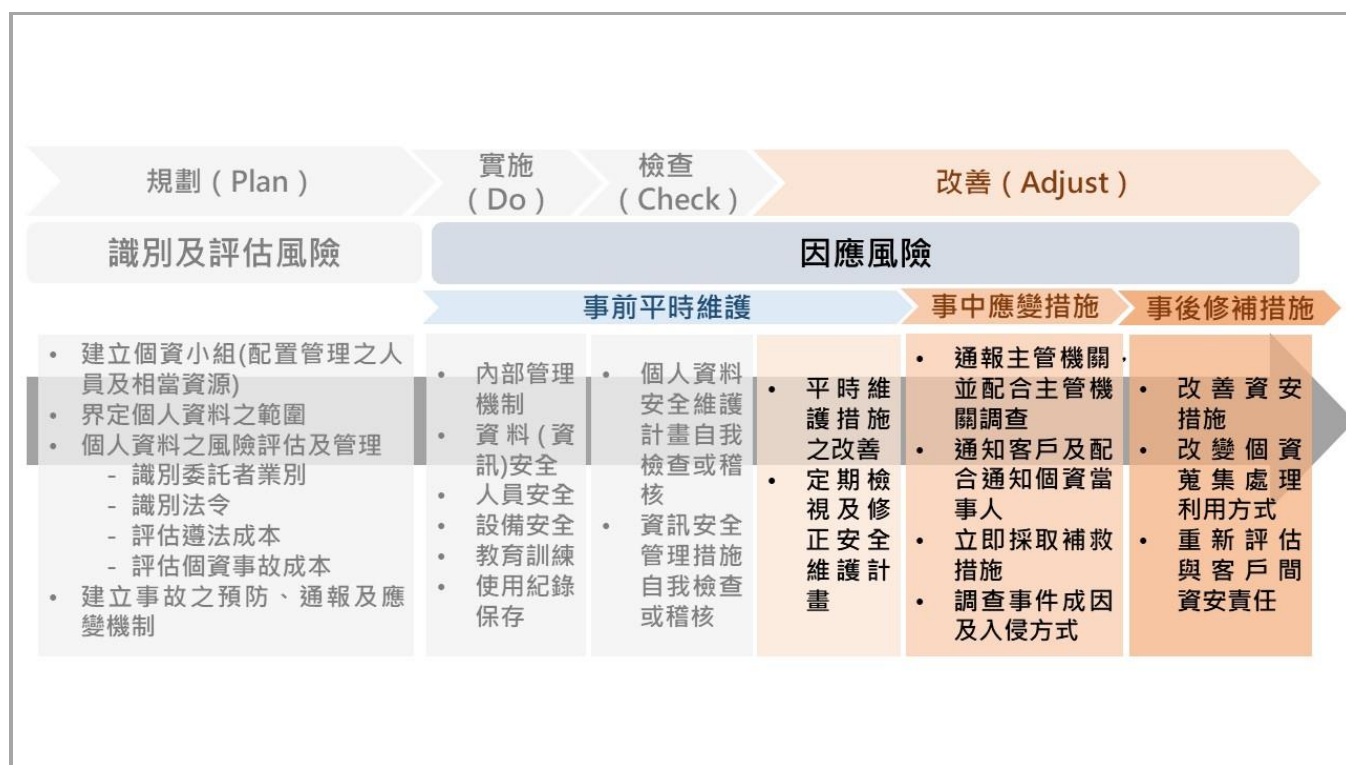 規劃（Plan）
實施
（Do）
檢查
（Check）
改善（Adjust）
識別及評估風險
因應風險
事前平時維護
事中應變措施
事後修補措施
• 建立個資小組(配置管理之人
員及相當資源)
• 界定個人資料之範圍
• 個人資料之風險評估及管理
- 識別委託者業別
- 識別法令
- 評估遵法成本
- 評估個資事故成本
• 建立事故之預防、通報及應
變機制
• 內部管理
機制
• 資料(資
訊)安全
• 人員安全
• 設備安全
• 教育訓練
• 使用紀錄
保存
• 個人資料
安全維護
計畫自我
檢查或稽
核
• 資訊安全
管理措施
自我檢查
或稽核
• 平時維
護措施
之改善
• 定期檢
視及修
正安全
維護計
畫
• 通報主管機關，
並配合主管機
關調查
• 通知客戶及配
合通知個資當
事人
• 立即採取補救
措施
• 調查事件成因
及入侵方式
• 改善資安
措施
• 改變個資
蒐集處理
利用方式
• 重新評估
與客戶間
資安責任